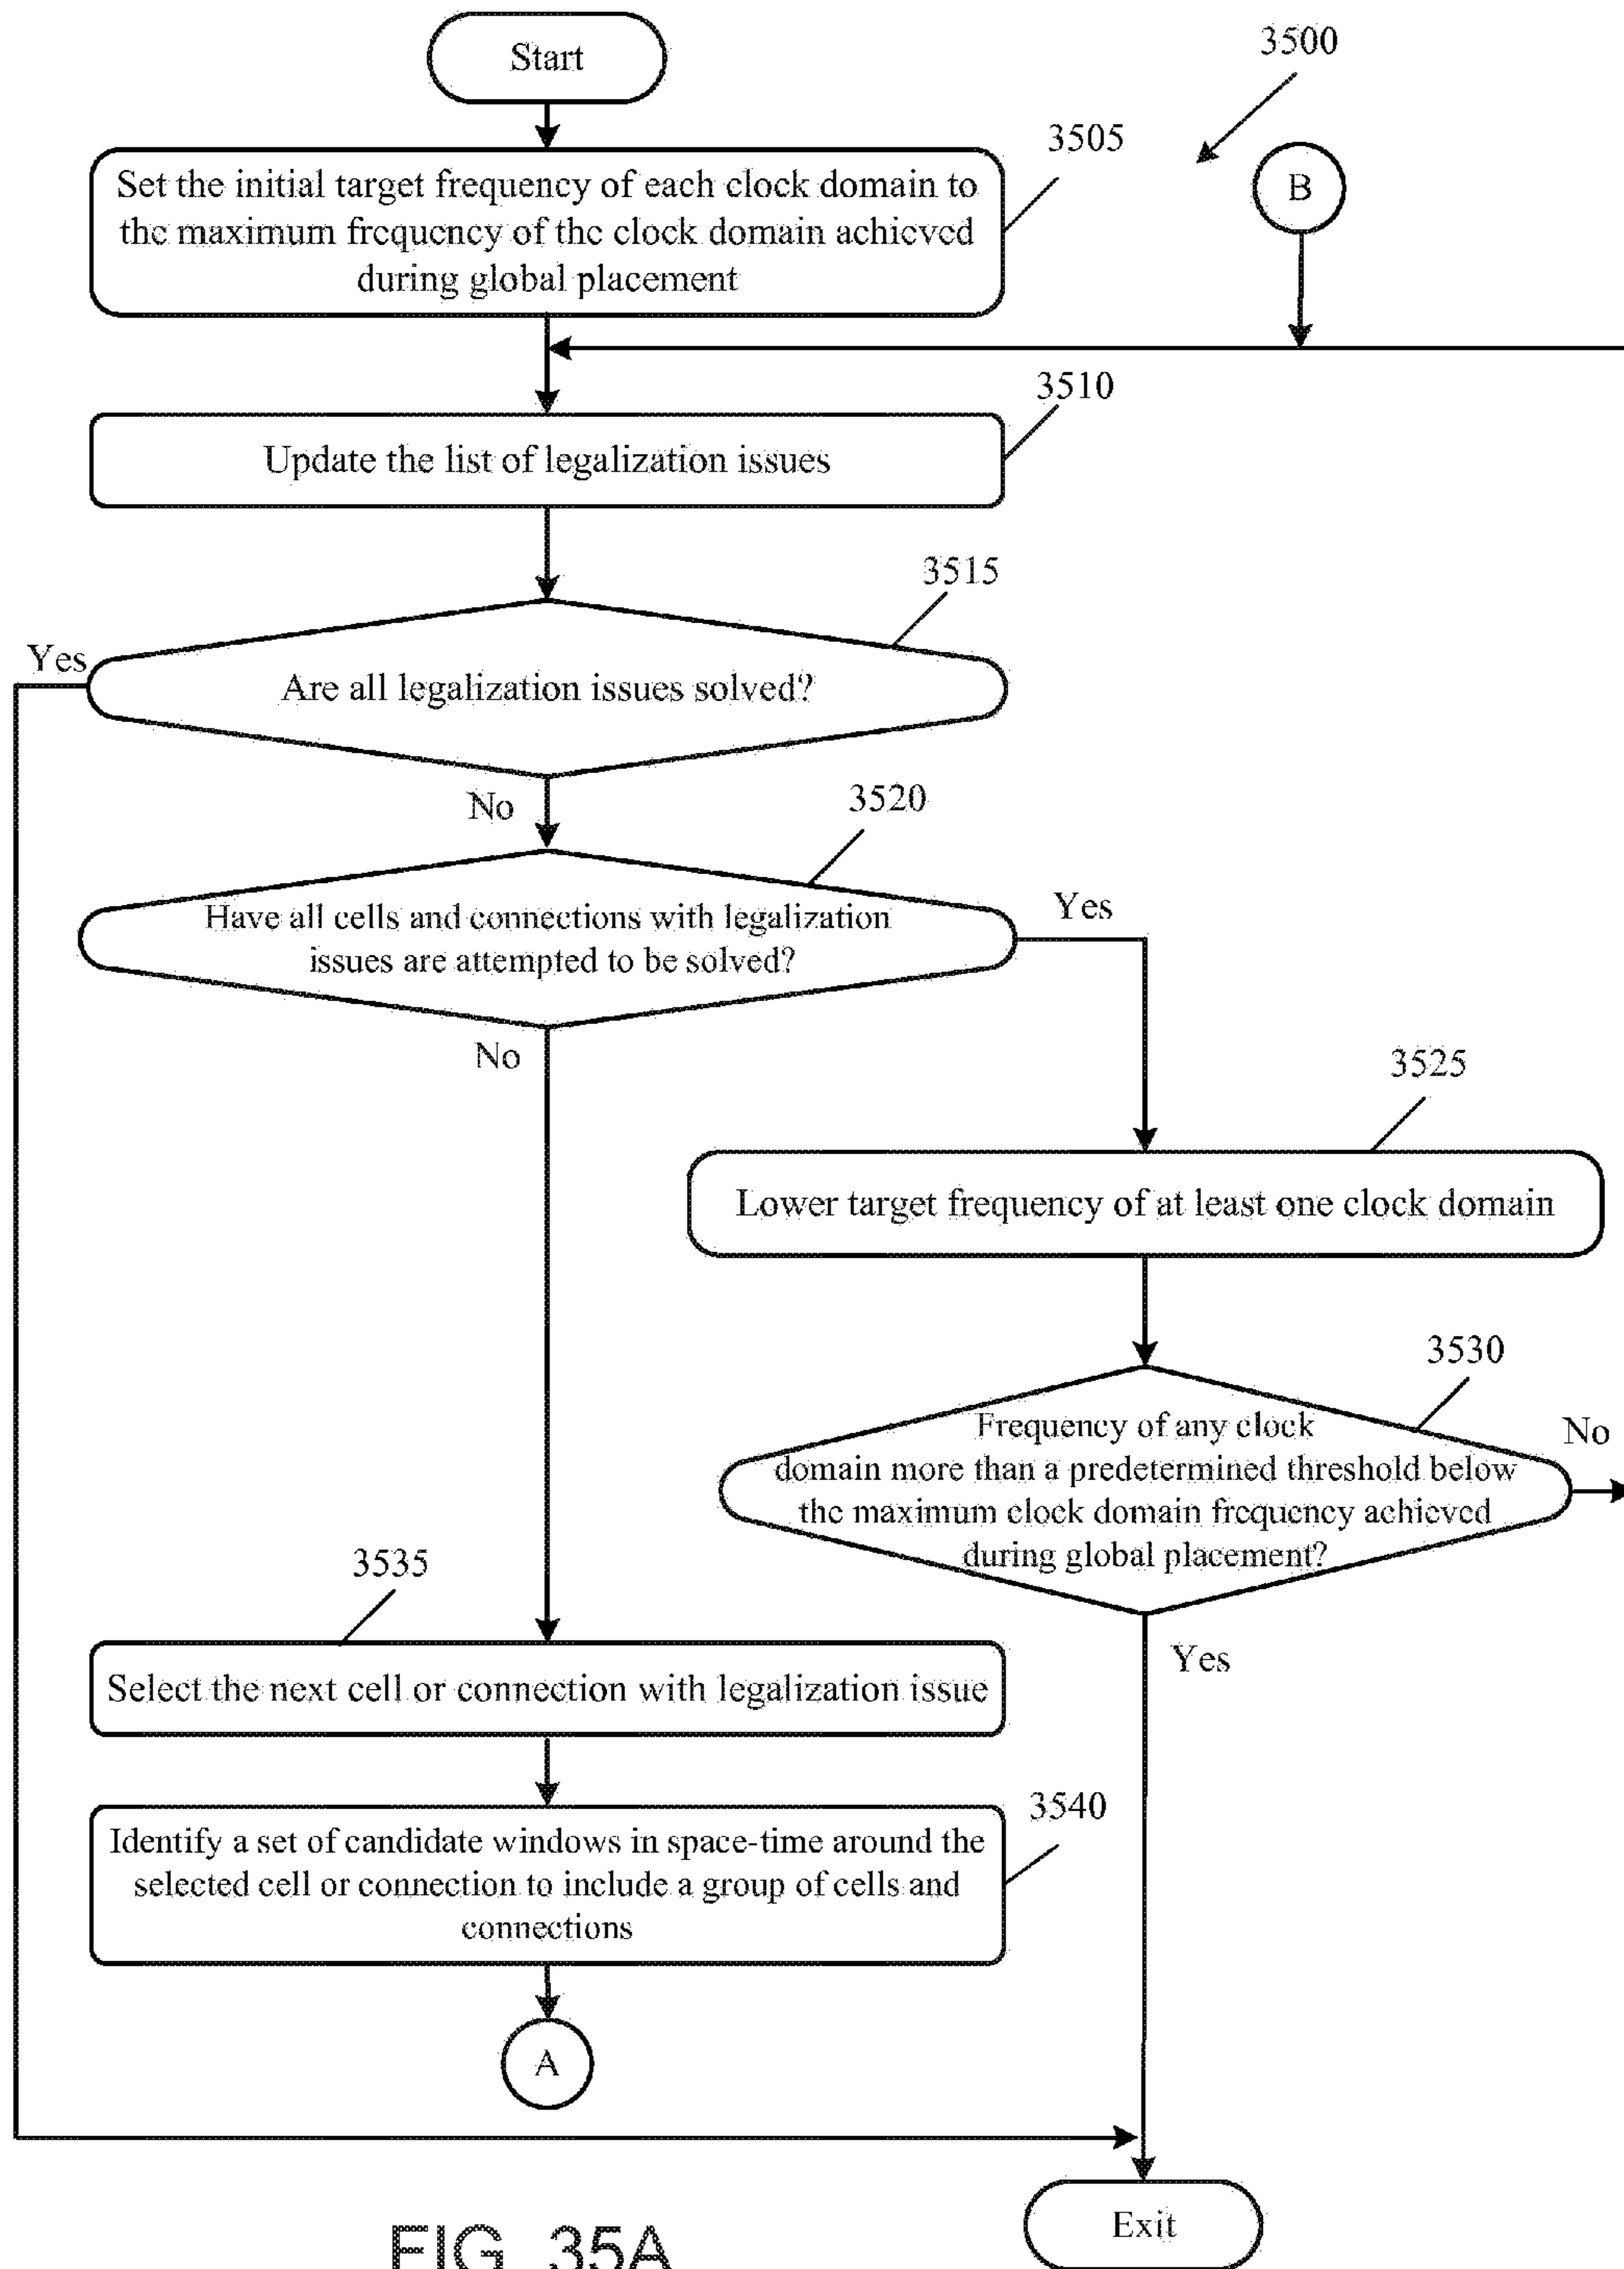 Start
3500
3505
Set the initial target frequency of each clock domain to
the maximum frequency of the clock domain achieved
during global placement
B
3510
Update the list of legalization issues
3515
Yes
Are all legalization issues solved?
No
3520
Have all cells and connections with legalization
issues are attempted to be solved?
Yes
No
3525
Lower target frequency of at least one clock domain
3530
Frequency of any clock
domain more than a predetermined threshold below
the maximum clock domain frequency achieved
during global placement?
No
Yes
3535
Select the next cell or connection with legalization issue
3540
Identify a set of candidate windows in space-time around the
selected cell or connection to include a group of cells and
connections
A
Exit
FIG. 35A